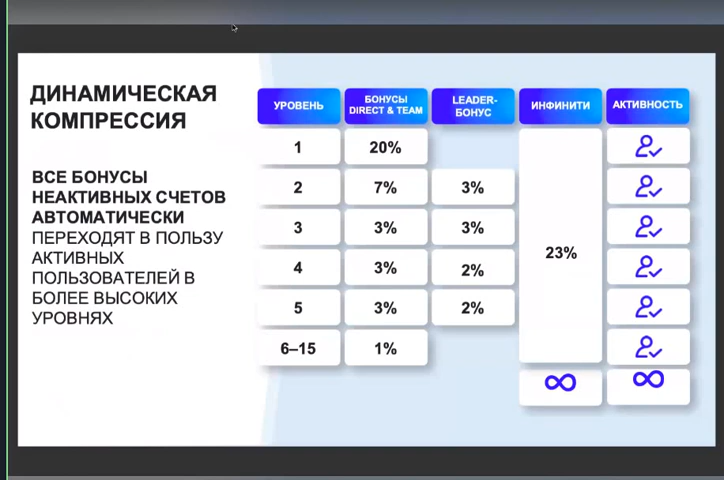 ДИНАМИЧЕСКАЯ
КОМПРЕССИЯ
ВСЕ БОНУСЫ
НЕАКТИВНЫХ СЧЕТОВ
АВТОМАТИЧЕСКИ
ПЕРЕХОДЯТ В ПОЛЬЗУ
АКТИВНЫХ
ПОЛЬЗОВАТЕЛЕЙ В
БОЛЕЕ ВЫСОКИХ
УРОВНЯХ
УРОВЕНЬ
БОНУСЫ
DIRECT & TEAM
LEADER-
БОНУС
ИНФИНИТИ
АКТИВНОСТЬ
1 20%
2 7% 3%
3 3% 3%
23%
4 3% 2%
5 3% 2%
6–15 1%
∞ ∞